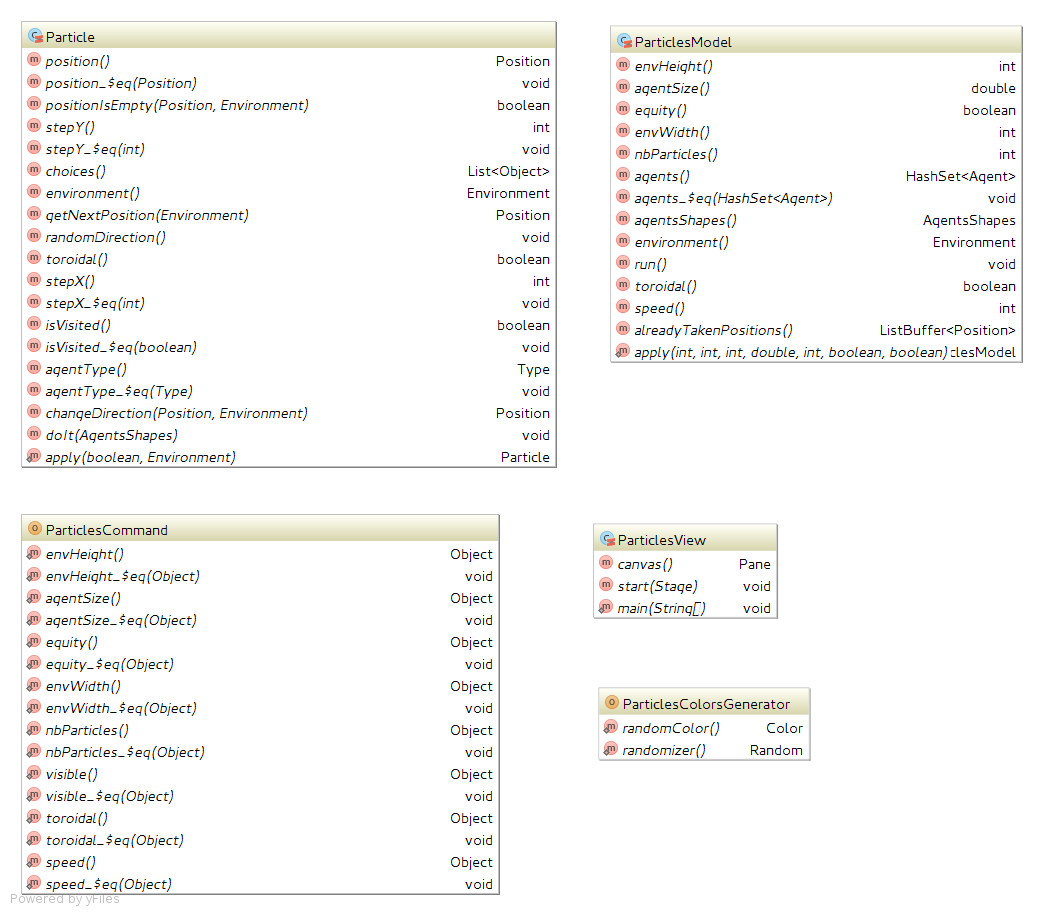 Particle
position() Position
position_$eq(Position) void
positionIsEmpty(Position, Environment) boolean
stepY() int
stepY_$eq(int) void
choices() List<Object>
environment() Environment
getNextPosition(Environment) Position
randomDirection() void
toroidal() boolean
stepX() int
stepX_$eq(int) void
isVisited() boolean
isVisited_$eq(boolean) void
agentType() Type
agentType_$eq(Type) void
changeDirection(Position, Environment) Position
doIt(AgentsShapes) void
apply(boolean, Environment) Particle
ParticlesModel
envHeight() int
agentSize() double
equity() boolean
envWidth() int
nbParticles() int
agents() HashSet<Agent>
agents_$eq(HashSet<Agent>) void
agentsShapes() AgentsShapes
environment() Environment
run() void
toroidal() boolean
speed() int
alreadyTakenPositions() ListBuffer<Position>
apply(int, int, int, double, int, boolean, boolean) clesModel
ParticlesCommand
envHeight() Object
envHeight_$eq(Object) void
agentSize() Object
agentSize_$eq(Object) void
equity() Object
equity_$eq(Object) void
envWidth() Object
envWidth_$eq(Object) void
nbParticles() Object
nbParticles_$eq(Object) void
visible() Object
visible_$eq(Object) void
toroidal() Object
toroidal_$eq(Object) void
speed() Object
speed_$eq(Object) void
ParticlesView
canvas() Pane
start(Stage) void
main(String[]) void
ParticlesColorsGenerator
randomColor() Color
randomizer() Random
Powered by yFiles